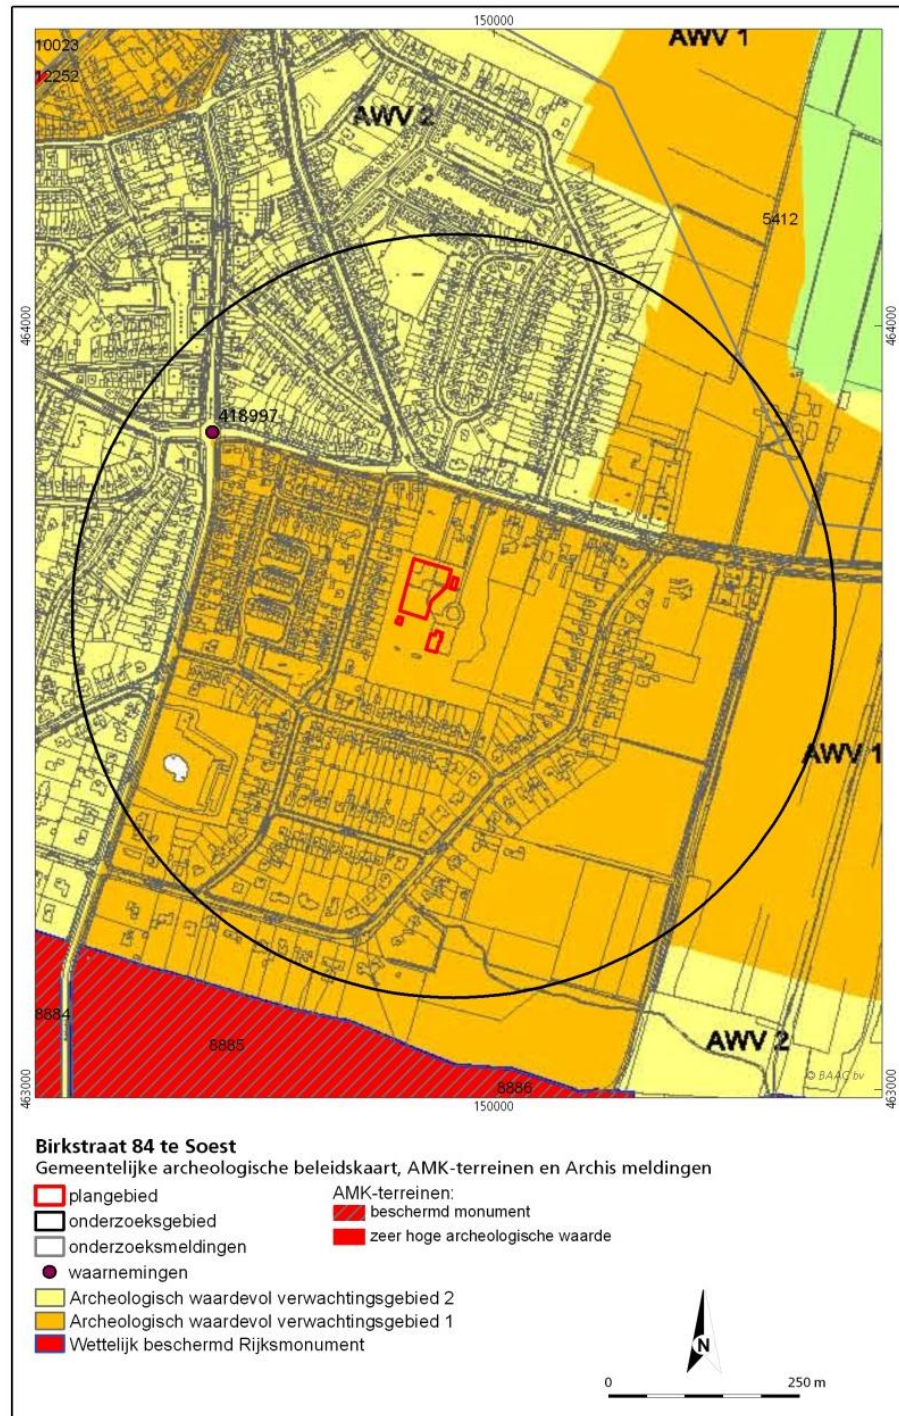 150000
AWV 1
10023
12252
AWV 2
5412
464000
464000
418997
AWV 1
8884
8885
AWV 2
© BAAC bv
8886
463000
463000
150000
Birkstraat 84 te Soest
Gemeentelijke archeologische beleidskaart, AMK-terreinen en Archis meldingen
plangebied
onderzoeksgebied
onderzoeksmeldingen
waarnemingen
Archeologisch waardevol verwachtingsgebied 2
Archeologisch waardevol verwachtingsgebied 1
Wettelijk beschermd Rijksmonument
AMK-terreinen:
beschermd monument
zeer hoge archeologische waarde
N
0 250 m